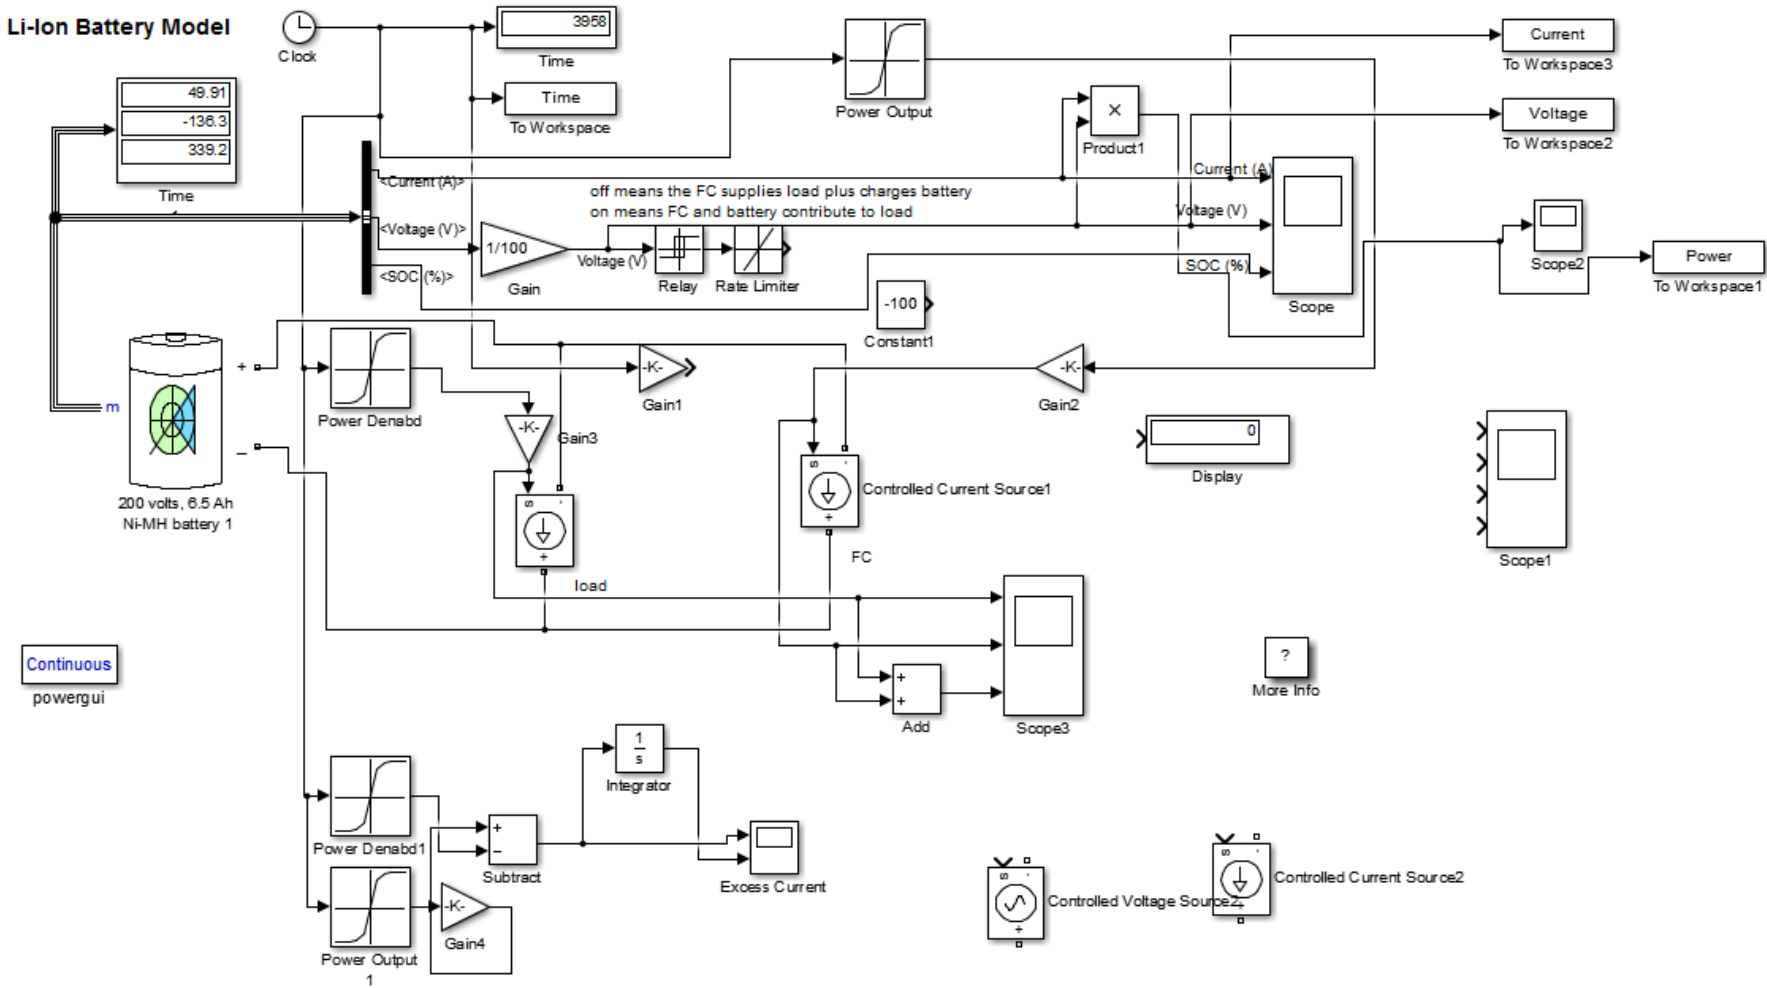 Li-Ion Battery Model
Clock
3958
Time
Time
To Workspace
49.91
-136.3
339.2
Time
Power Output
×
Product1
Current
To Workspace3
Voltage
To Workspace2
<Current (A)>
<Voltage (V)>
<SOC (%)>
off means the FC supplies load plus charges battery
on means FC and battery contribute to load
1/100
Gain
Voltage (V)
Relay
Rate Limiter
Current (A)
Voltage (V)
SOC (%)
Scope
-100
Constant1
Scope2
Power
To Workspace1
+
m
_
200 volts, 6.5 Ah
Ni-MH battery 1
Power Denabd
-K-
Gain1
-K-
Gain2
-K-
Gain3
s
-
+
load
s
-
+
Controlled Current Source1
FC
0
Display
Scope1
Continuous
powergui
+
+
Add
Scope3
?
More Info
1
s
Integrator
Power Denabd1
+
−
Subtract
Excess Current
Power Output
1
-K-
Gain4
s
-
+
Controlled Voltage Source2
s
-
+
Controlled Current Source2